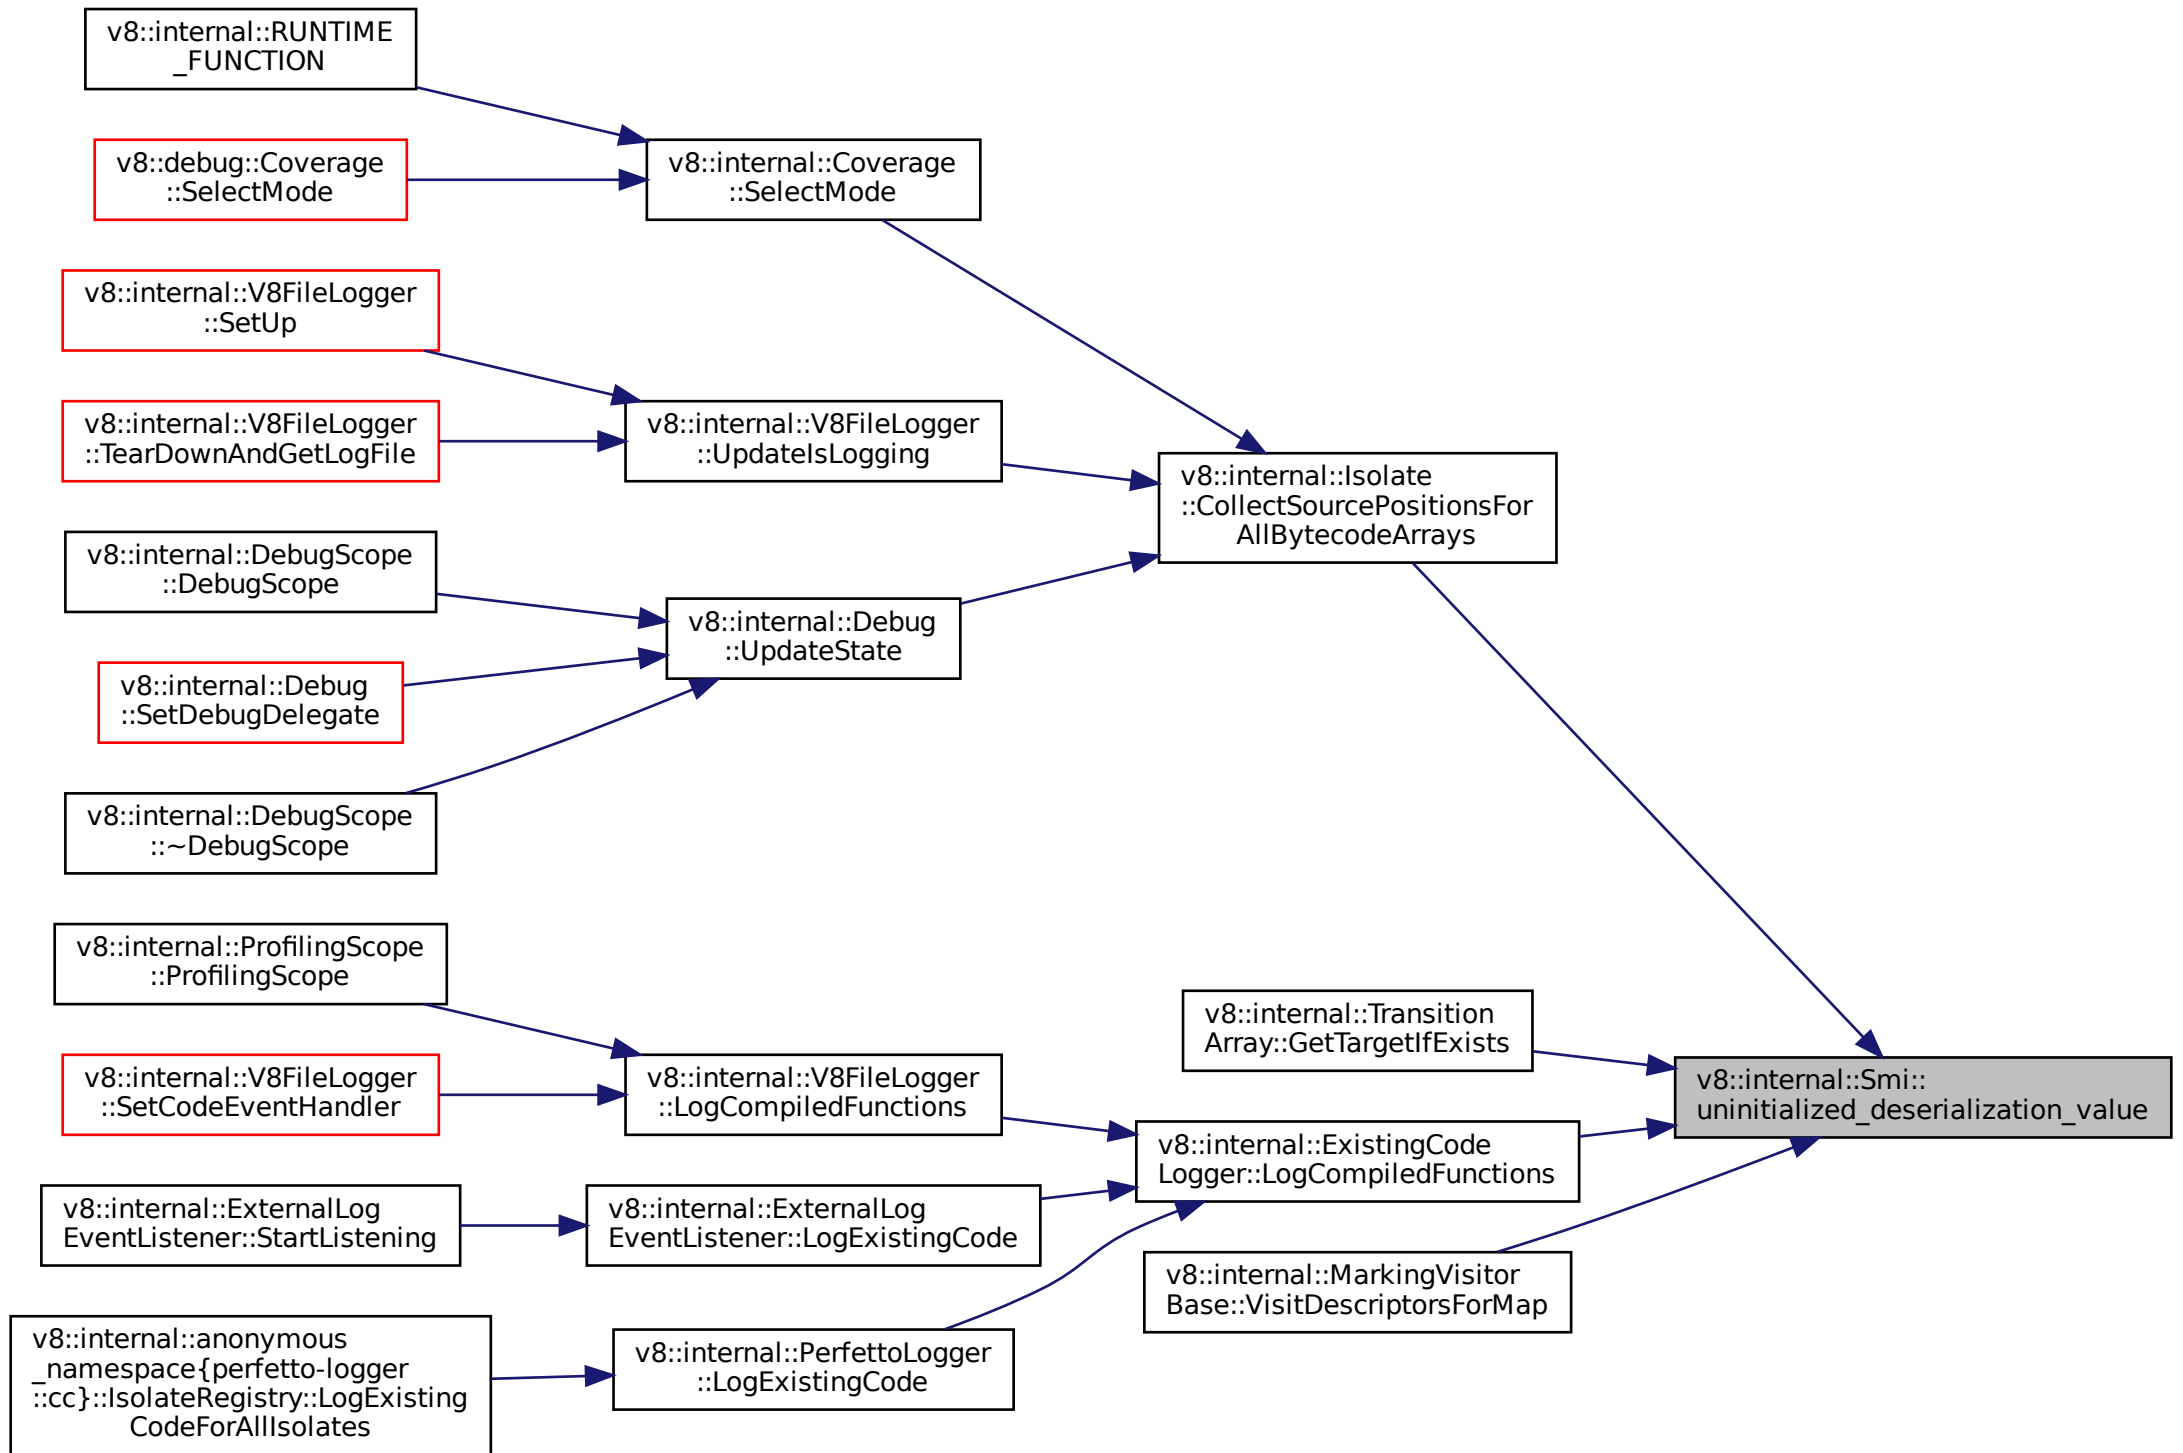 v8::internal::RUNTIME
_FUNCTION
v8::debug::Coverage
::SelectMode
v8::internal::Coverage
::SelectMode
v8::internal::V8FileLogger
::SetUp
v8::internal::V8FileLogger
::TearDownAndGetLogFile
v8::internal::V8FileLogger
::UpdateIsLogging
v8::internal::Isolate
::CollectSourcePositionsFor
AllBytecodeArrays
v8::internal::DebugScope
::DebugScope
v8::internal::Debug
::UpdateState
v8::internal::Debug
::SetDebugDelegate
v8::internal::DebugScope
::~DebugScope
v8::internal::ProfilingScope
::ProfilingScope
v8::internal::Transition
Array::GetTargetIfExists
v8::internal::V8FileLogger
::SetCodeEventHandler
v8::internal::V8FileLogger
::LogCompiledFunctions
v8::internal::Smi::
uninitialized_deserialization_value
v8::internal::ExistingCode
Logger::LogCompiledFunctions
v8::internal::ExternalLog
EventListener::StartListening
v8::internal::ExternalLog
EventListener::LogExistingCode
v8::internal::MarkingVisitor
Base::VisitDescriptorsForMap
v8::internal::anonymous
_namespace{perfetto-logger
::cc}::IsolateRegistry::LogExisting
CodeForAllIsolates
v8::internal::PerfettoLogger
::LogExistingCode